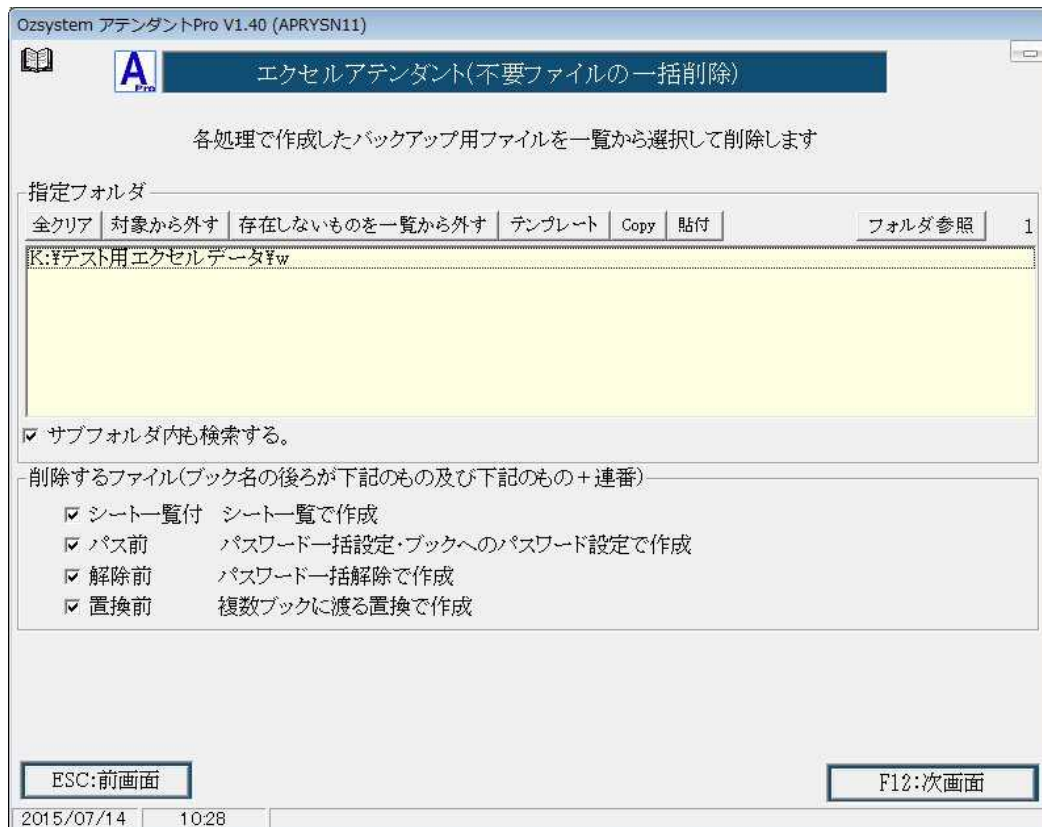 Ozsystem アテンダントPro V1.40 (APRYSN11)
A Pro エクセルアテンダント(不要ファイルの一括削除)
各処理で作成したバックアップ用ファイルを一覧から選択して削除します
指定フォルダ
全クリア 対象から外す 存在しないものを一覧から外す テンプレート Copy 貼付 フォルダ参照 1
K:¥テスト用エクセルデータ¥w
サブフォルダ内も検索する。
削除するファイル(ブック名の後ろが下記のもの及び下記のもの+連番)
シート一覧付 シート一覧で作成
パス前 パスワード一括設定・ブックへのパスワード設定で作成
解除前 パスワード一括解除で作成
置換前 複数ブックに渡る置換で作成
ESC:前画面 F12:次画面
2015/07/14 10:28